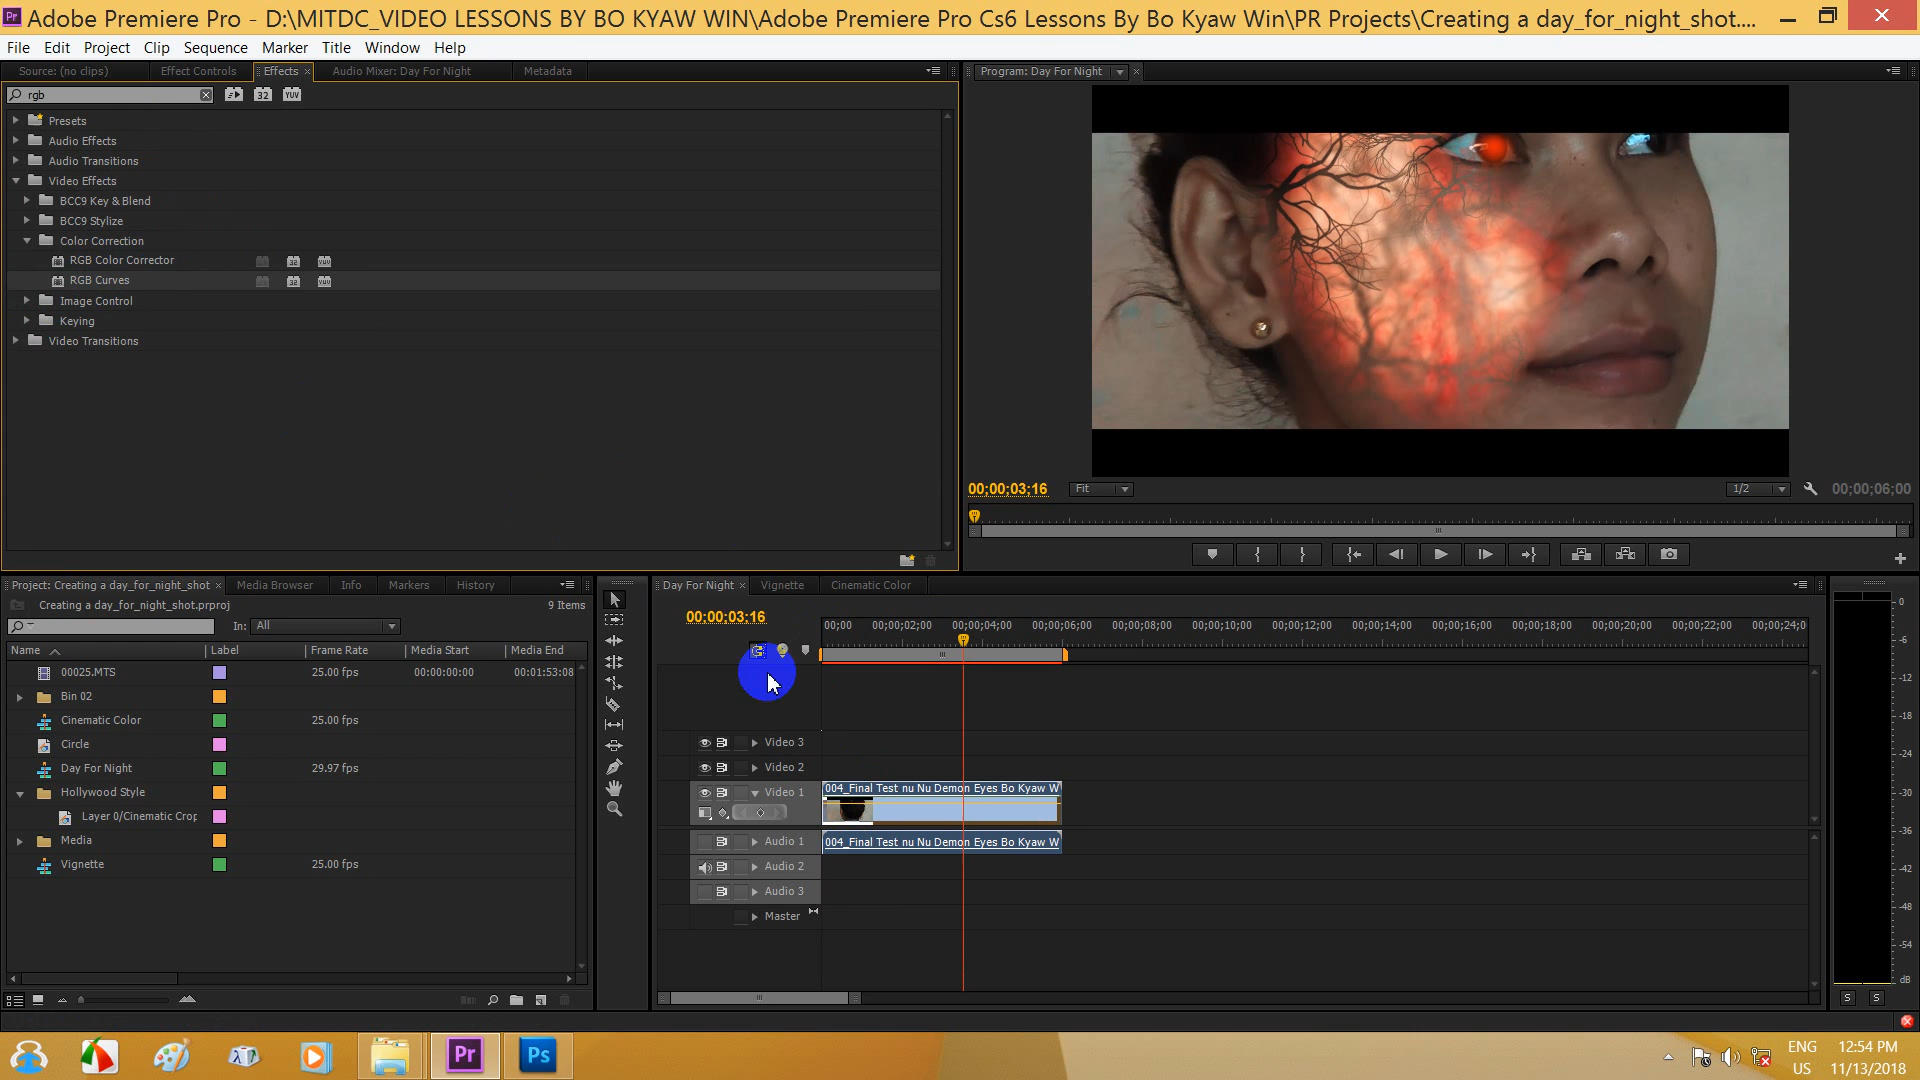 Adobe Premiere Pro - D:\MITDC_VIDEO LESSONS BY BO KYAW WIN\Adobe Premiere Pro Cs6 Lessons By Bo Kyaw Win\PR Projects\Creating a day_for_night_shot....
File Edit Project Clip Sequence Marker Title Window Help
Source: (no clips) Effect Controls Effects Audio Mixer: Day For Night Metadata
Program: Day For Night
rgb 32 YUV
Presets
Audio Effects
Audio Transitions
Video Effects
BCC9 Key & Blend
BCC9 Stylize
Color Correction
RGB Color Corrector 32 YUV
RGB Curves 32 YUV
Image Control
Keying
Video Transitions
00;00;03;16 Fit 1/2 00;00;06;00
Project: Creating a day_for_night_shot Media Browser Info Markers History
Creating a day_for_night_shot.prproj 9 Items
In: All
Name Label Frame Rate Media Start Media End
00025.MTS 25.00 fps 00:00:00:00 00:01:53:08
Bin 02
Cinematic Color 25.00 fps
Circle
Day For Night 29.97 fps
Hollywood Style
Layer 0/Cinematic Crop
Media
Vignette 25.00 fps
Day For Night Vignette Cinematic Color
00;00;03;16
00;00 00;00;02;00 00;00;04;00 00;00;06;00 00;00;08;00 00;00;10;00 00;00;12;00 00;00;14;00 00;00;16;00 00;00;18;00 00;00;20;00 00;00;22;00 00;00;24;0
Video 3
Video 2
Video 1 004_Final Test nu Nu Demon Eyes Bo Kyaw W
Audio 1 004_Final Test nu Nu Demon Eyes Bo Kyaw W
Audio 2
Audio 3
Master
0
-6
-12
-18
-24
-30
-36
-42
-48
-54
dB
S S
Pr Ps
ENG 12:54 PM
US 11/13/2018